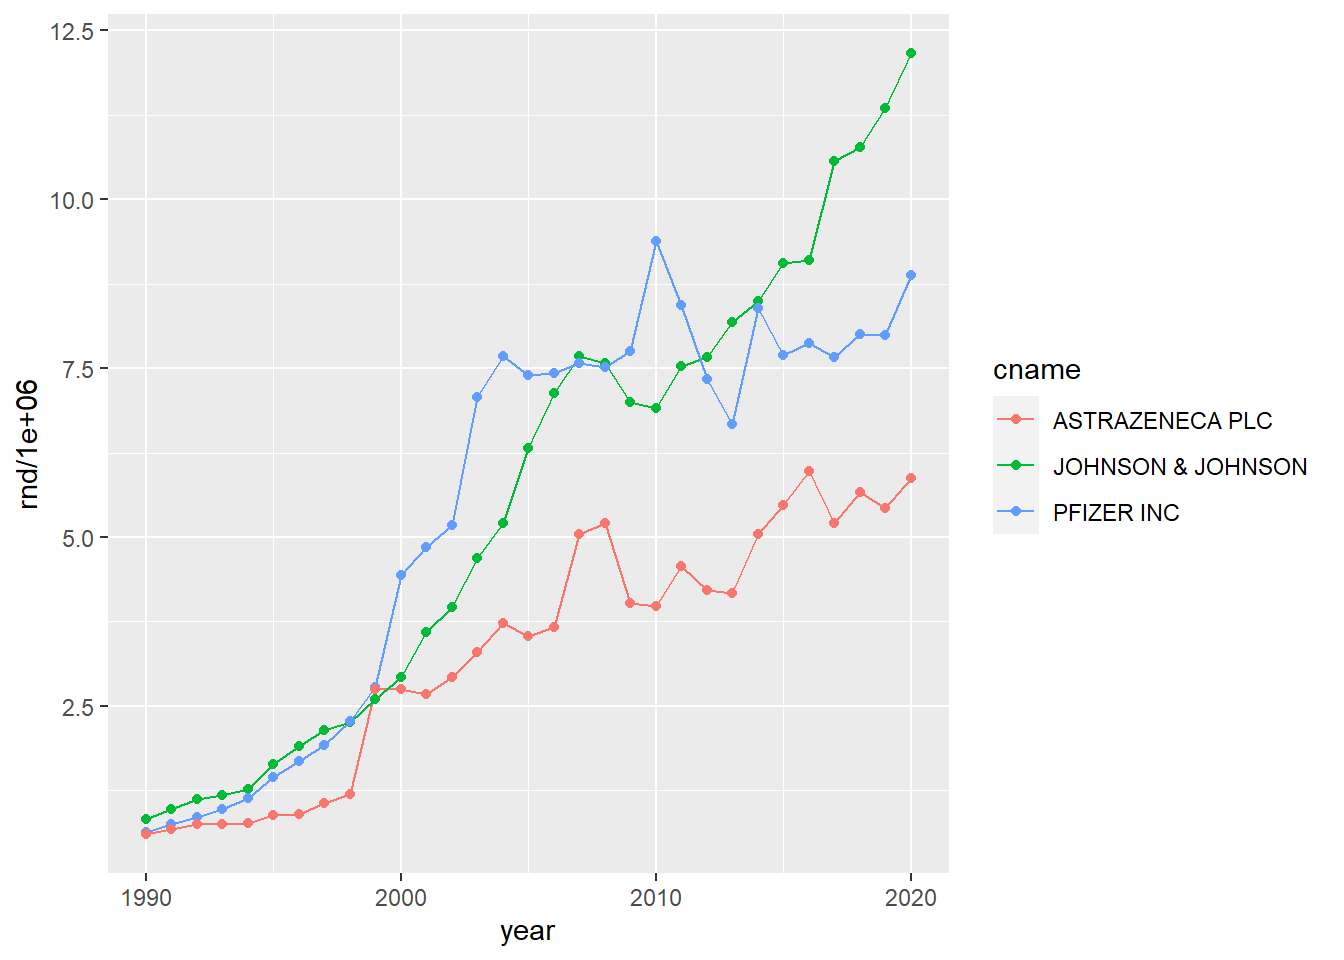 12.5
10.0
7.5
5.0
2.5
rnd/1e+06
1990
2000
2010
2020
year
cname
ASTRAZENECA PLC
JOHNSON & JOHNSON
PFIZER INC